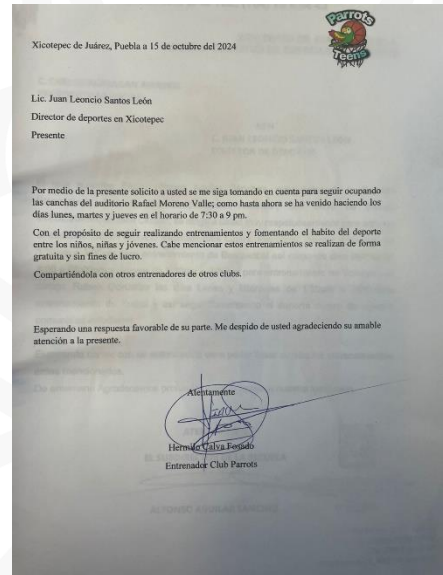 Parrots
Teens
Xicotepec de Juárez, Puebla a 15 de octubre del 2024
Lic. Juan Leoncio Santos León
Director de deportes en Xicotepec
Presente
Por medio de la presente solicito a usted se me siga tomando en cuenta para seguir ocupando
las canchas del auditorio Rafael Moreno Valle; como hasta ahora se ha venido haciendo los
días lunes, martes y jueves en el horario de 7:30 a 9 pm.
Con el propósito de seguir realizando entrenamientos y fomentando el habito del deporte
entre los niños, niñas y jóvenes. Cabe mencionar estos entrenamientos se realizan de forma
gratuita y sin fines de lucro.
Compartiéndola con otros entrenadores de otros clubs.
Esperando una respuesta favorable de su parte. Me despido de usted agradeciendo su amable
atención a la presente.
Atentamente
Calva
Entrenador Club Parrots